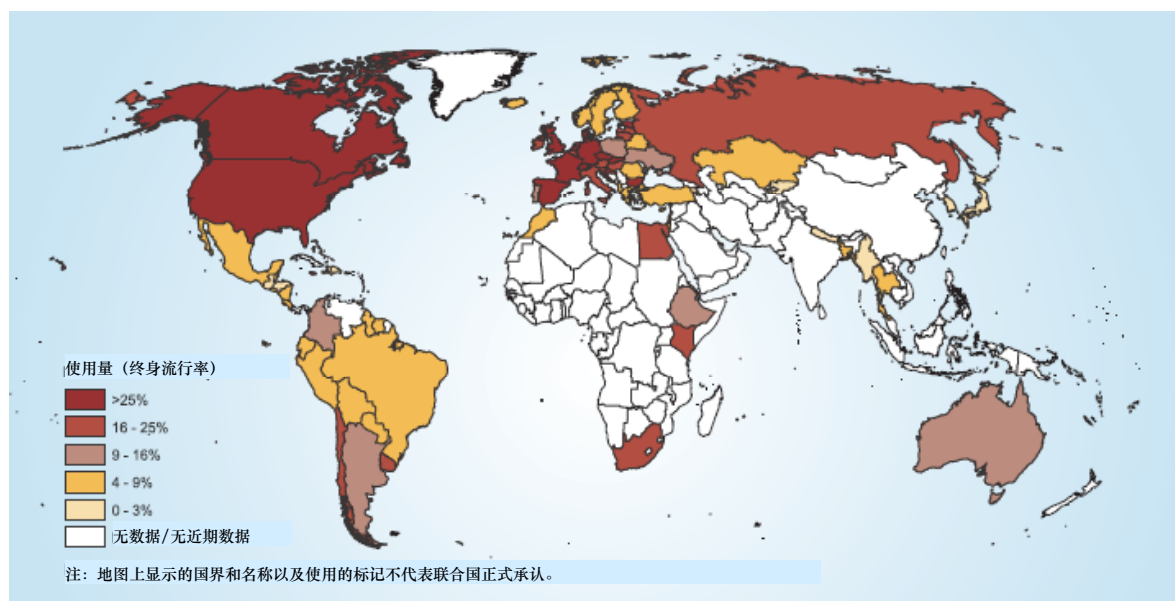 使用量（终身流行率）
>25%
16 - 25%
9 - 16%
4 - 9%
0 - 3%
无数据/无近期数据
注：地图上显示的国界和名称以及使用的标记不代表联合国正式承认。